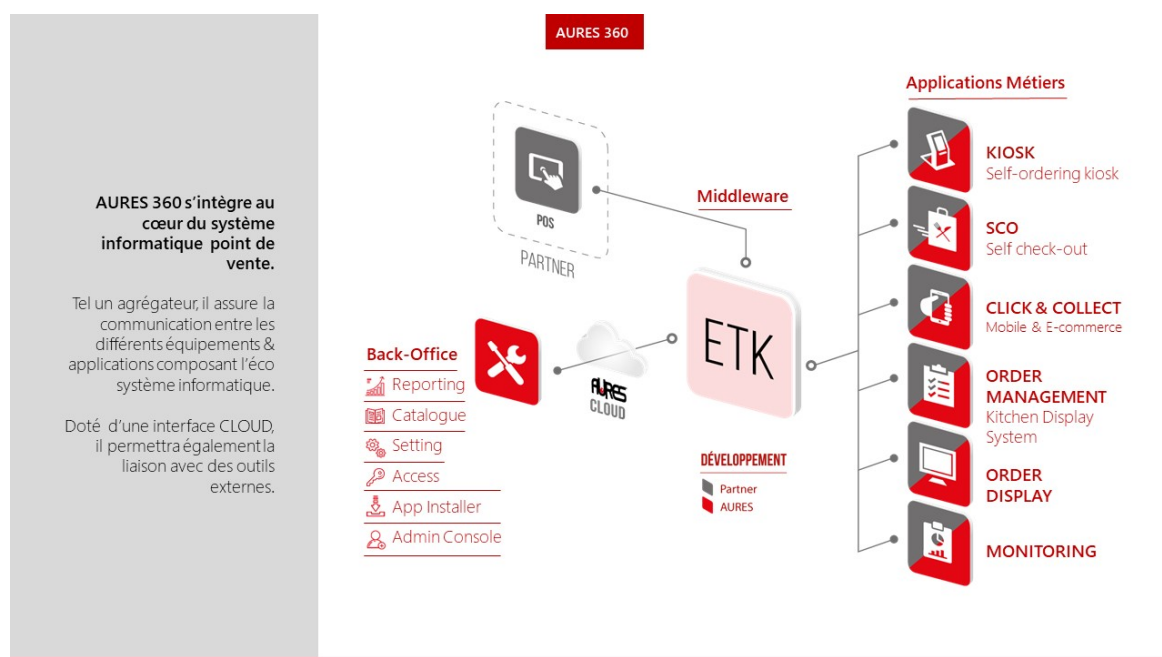 AURES 360
AURES 360 s’intègre au
cœur du système
informatique point de
vente.
Tel un agrégateur, il assure la
communication entre les
différents équipements &
applications composant l’éco
système informatique.
Doté d’une interface CLOUD,
il permettra également la
liaison avec des outils
externes.
POS
PARTNER
Middleware
ETK
Back-Office
Reporting
Catalogue
Setting
Access
App Installer
Admin Console
AURES
CLOUD
DÉVELOPPEMENT
Partner
AURES
Applications Métiers
KIOSK
Self-ordering kiosk
SCO
Self check-out
CLICK & COLLECT
Mobile & E-commerce
ORDER
MANAGEMENT
Kitchen Display
System
ORDER
DISPLAY
MONITORING